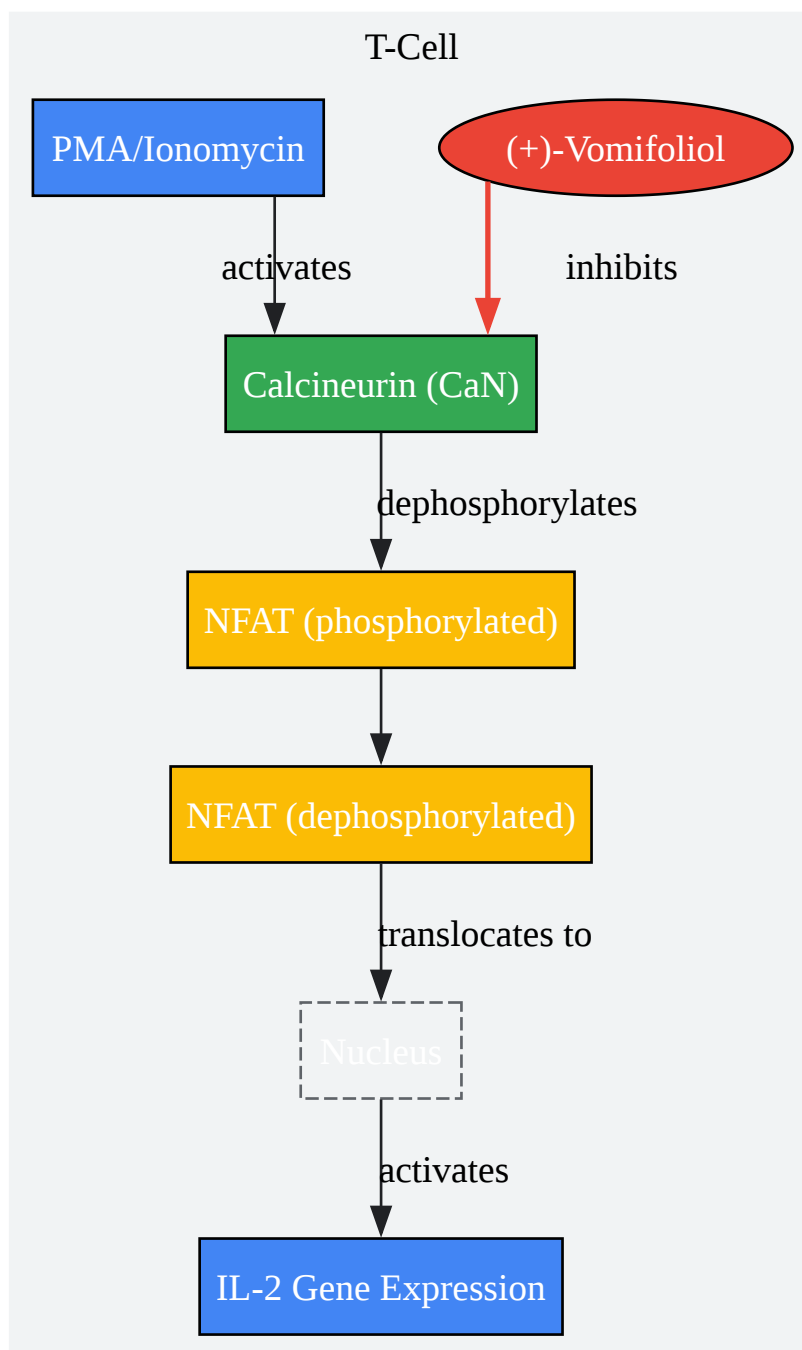 T-Cell
PMA/Ionomycin
(+)-Vomifoliol
activates
inhibits
Calcineurin (CaN)
dephosphorylates
NFAT (phosphorylated)
NFAT (dephosphorylated)
translocates to
Nucleus
activates
IL-2 Gene Expression